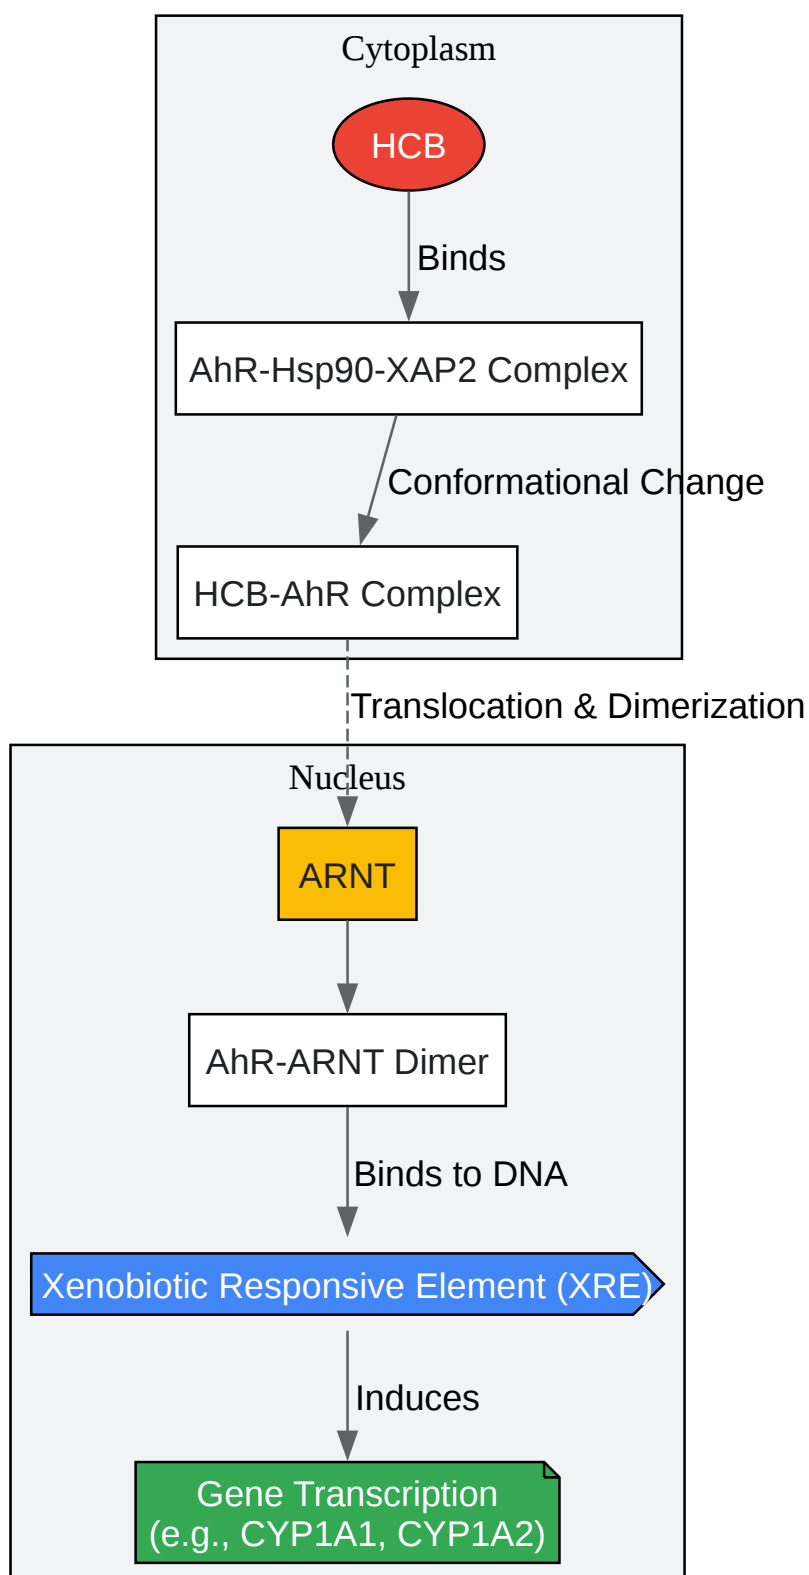 Cytoplasm
HCB
Binds
AhR-Hsp90-XAP2 Complex
Conformational Change
HCB-AhR Complex
Translocation & Dimerization
Nucleus
ARNT
AhR-ARNT Dimer
Binds to DNA
Xenobiotic Responsive Element (XRE)
Induces
Gene Transcription
(e.g., CYP1A1, CYP1A2)